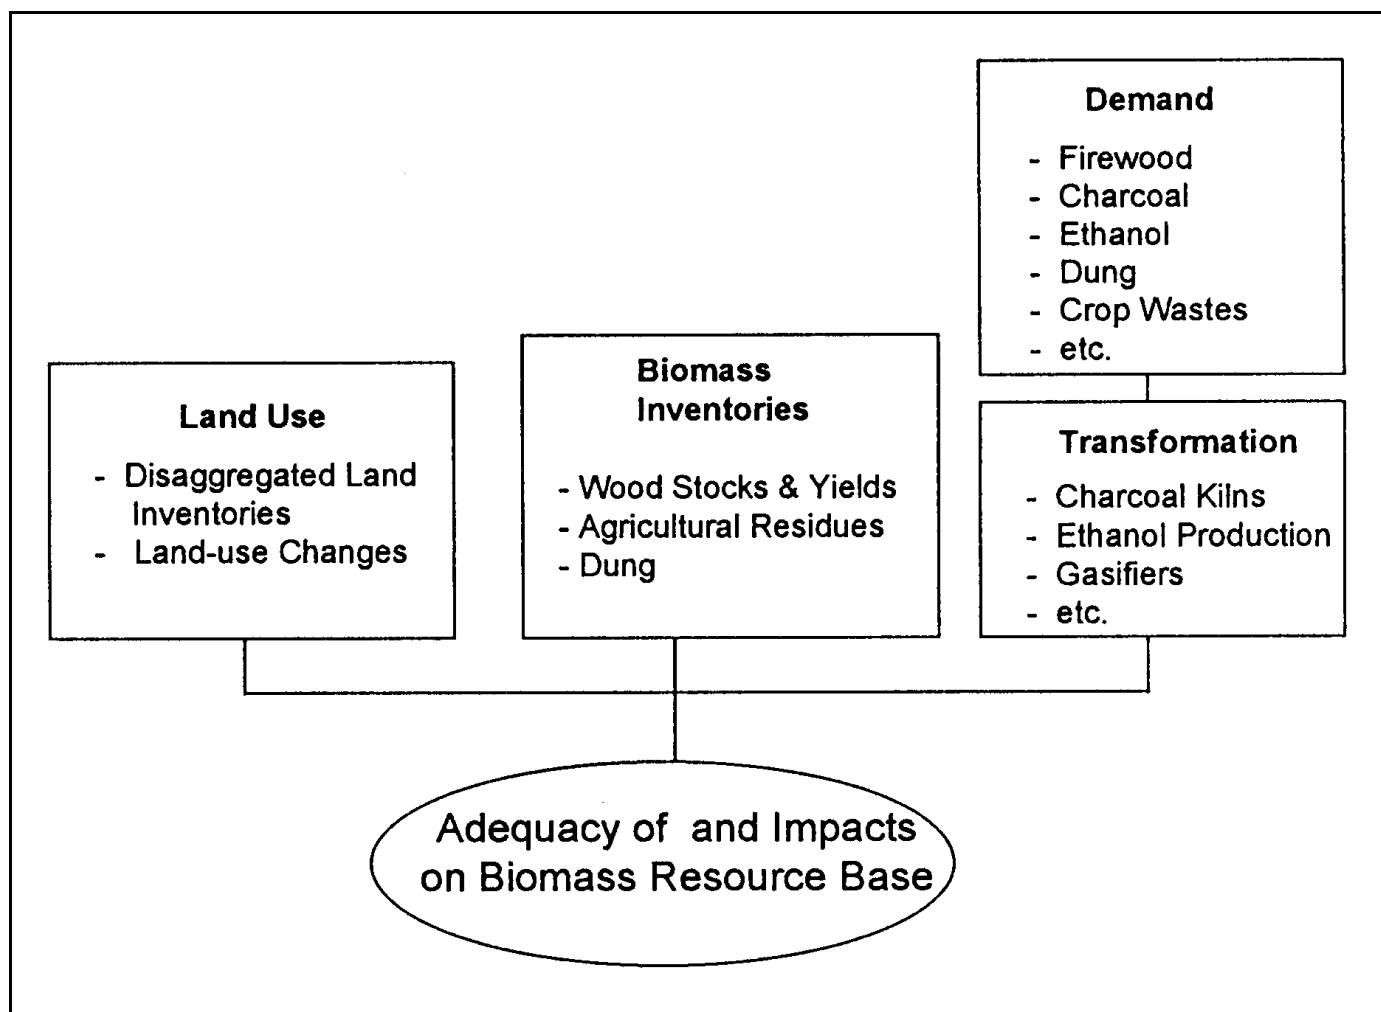 Demand
- Firewood
- Charcoal
- Ethanol
- Dung
- Crop Wastes
- etc.
Land Use
- Disaggregated Land
Inventories
- Land-use Changes
Biomass
Inventories
- Wood Stocks & Yields
- Agricultural Residues
- Dung
Transformation
- Charcoal Kilns
- Ethanol Production
- Gasifiers
- etc.
Adequacy of and Impacts
on Biomass Resource Base